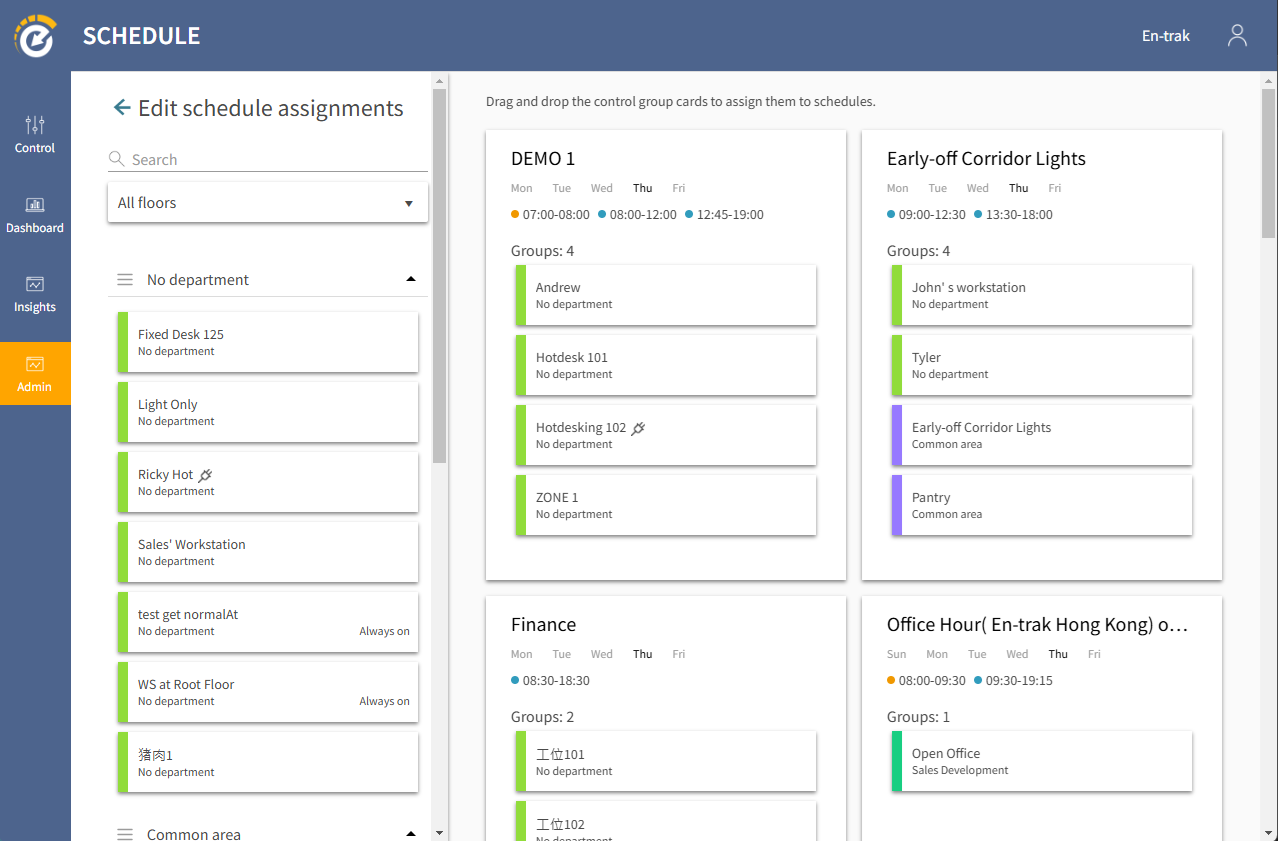 SCHEDULE
En-trak
Control
Dashboard
Insights
Admin
Edit schedule assignments
Search
All floors
No department
Fixed Desk 125
No department
Light Only
No department
Ricky Hot
No department
Sales' Workstation
No department
test get normalAt
No department
Always on
WS at Root Floor
No department
Always on
猪肉1
No department
Common area
Drag and drop the control group cards to assign them to schedules.
DEMO 1
Mon Tue Wed Thu Fri
07:00-08:00 08:00-12:00 12:45-19:00
Groups: 4
Andrew
No department
Hotdesk 101
No department
Hotdesking 102
No department
ZONE 1
No department
Early-off Corridor Lights
Mon Tue Wed Thu Fri
09:00-12:30 13:30-18:00
Groups: 4
John' s workstation
No department
Tyler
No department
Early-off Corridor Lights
Common area
Pantry
Common area
Finance
Mon Tue Wed Thu Fri
08:30-18:30
Groups: 2
工位101
No department
工位102
No department
Office Hour( En-trak Hong Kong) o…
Sun Mon Tue Wed Thu Fri
08:00-09:30 09:30-19:15
Groups: 1
Open Office
Sales Development